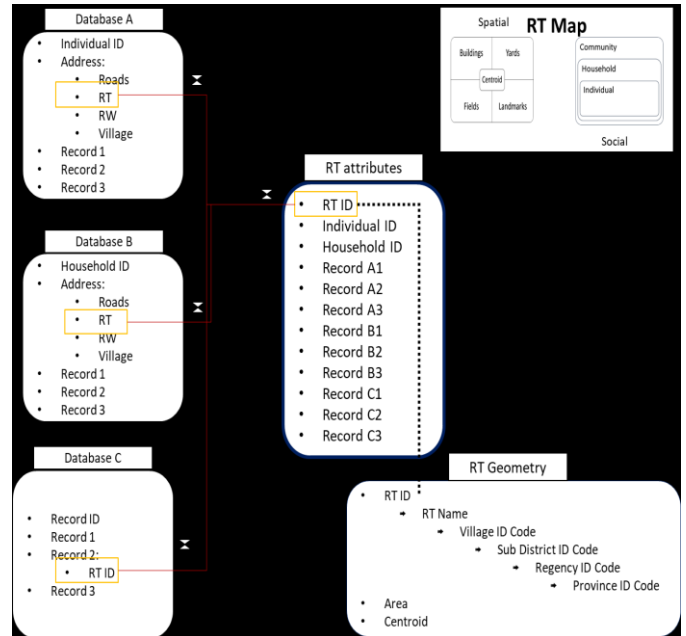 Database A
• Individual ID
• Address:
• Roads
• RT
• RW
• Village
• Record 1
• Record 2
• Record 3
Database B
• Household ID
• Address:
• Roads
• RT
• RW
• Village
• Record 1
• Record 2
• Record 3
Database C
• Record ID
• Record 1
• Record 2:
• RT ID
• Record 3
RT attributes
• RT ID
• Individual ID
• Household ID
• Record A1
• Record A2
• Record A3
• Record B1
• Record B2
• Record B3
• Record C1
• Record C2
• Record C3
RT Map
Spatial
Buildings
Yards
Centroid
Fields
Landmarks
Community
Household
Individual
Social
RT Geometry
• RT ID
RT Name
Village ID Code
Sub District ID Code
Regency ID Code
Province ID Code
• Area
• Centroid